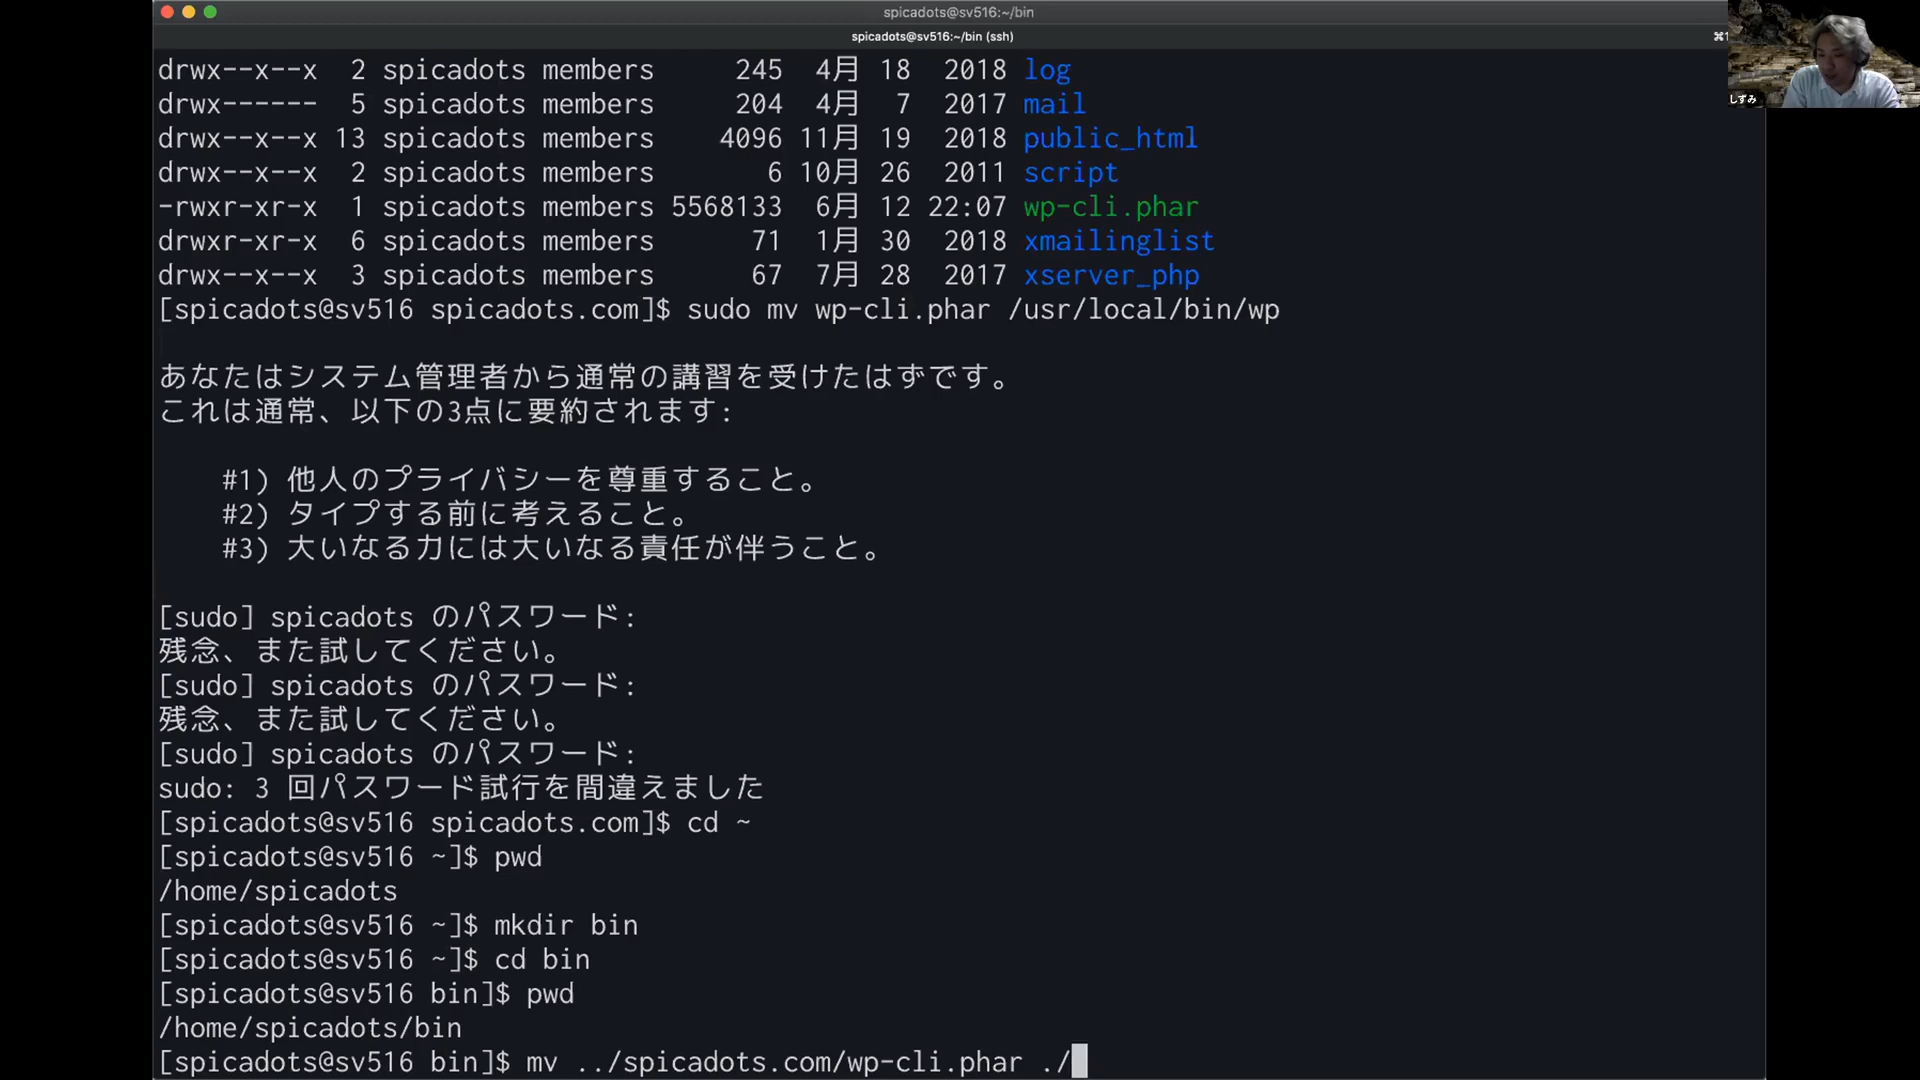 spicadots@sv516:~/bin
spicadots@sv516:~/bin (ssh)
⌘1
しずみ
drwx--x--x 2 spicadots members 245 4月 18 2018 log
drwx------ 5 spicadots members 204 4月 7 2017 mail
drwx--x--x 13 spicadots members 4096 11月 19 2018 public_html
drwx--x--x 2 spicadots members 6 10月 26 2011 script
-rwxr-xr-x 1 spicadots members 5568133 6月 12 22:07 wp-cli.phar
drwxr-xr-x 6 spicadots members 71 1月 30 2018 xmailinglist
drwx--x--x 3 spicadots members 67 7月 28 2017 xserver_php
[spicadots@sv516 spicadots.com]$ sudo mv wp-cli.phar /usr/local/bin/wp
あなたはシステム管理者から通常の講習を受けたはずです。
これは通常、以下の3点に要約されます:
#1) 他人のプライバシーを尊重すること。
#2) タイプする前に考えること。
#3) 大いなる力には大いなる責任が伴うこと。
[sudo] spicadots のパスワード:
残念、また試してください。
[sudo] spicadots のパスワード:
残念、また試してください。
[sudo] spicadots のパスワード:
sudo: 3 回パスワード試行を間違えました
[spicadots@sv516 spicadots.com]$ cd ~
[spicadots@sv516 ~]$ pwd
/home/spicadots
[spicadots@sv516 ~]$ mkdir bin
[spicadots@sv516 ~]$ cd bin
[spicadots@sv516 bin]$ pwd
/home/spicadots/bin
[spicadots@sv516 bin]$ mv ../spicadots.com/wp-cli.phar ./